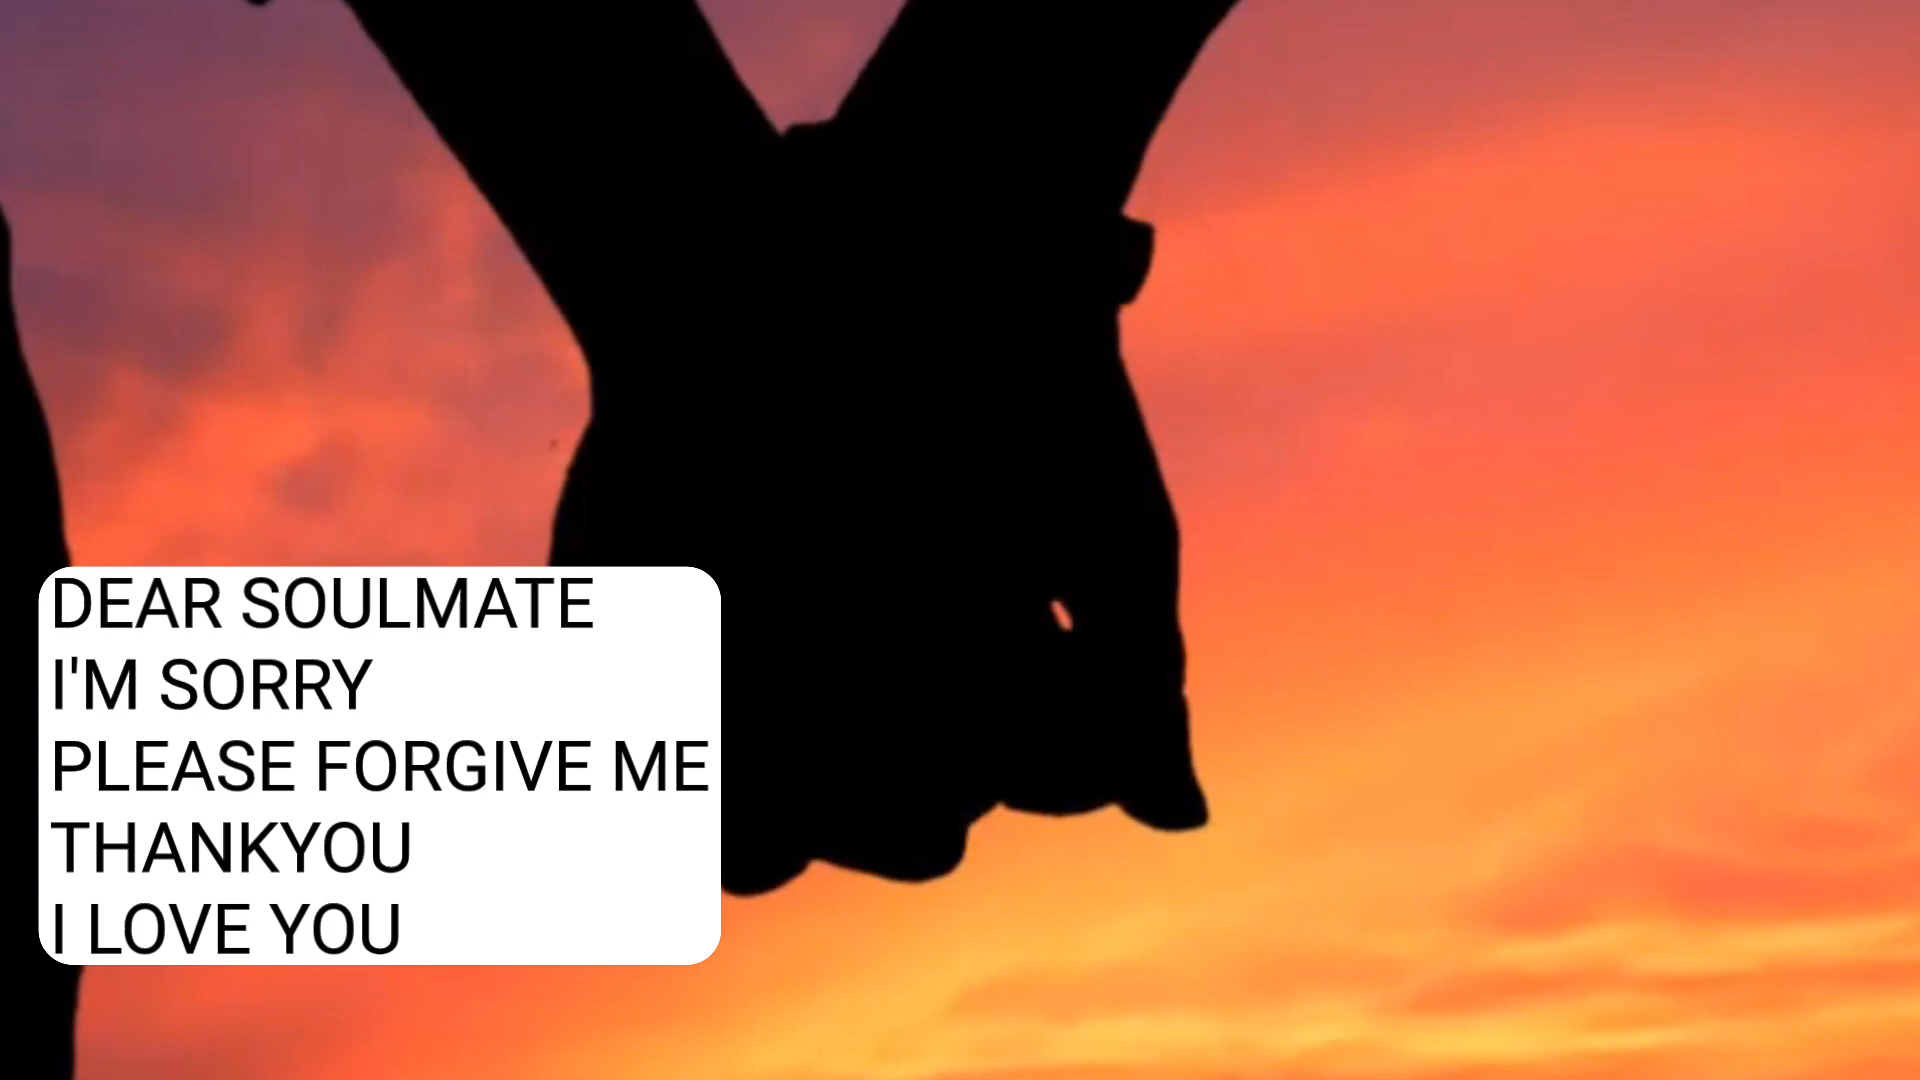 DEAR SOULMATE
I'M SORRY
PLEASE FORGIVE ME
THANKYOU
I LOVE YOU